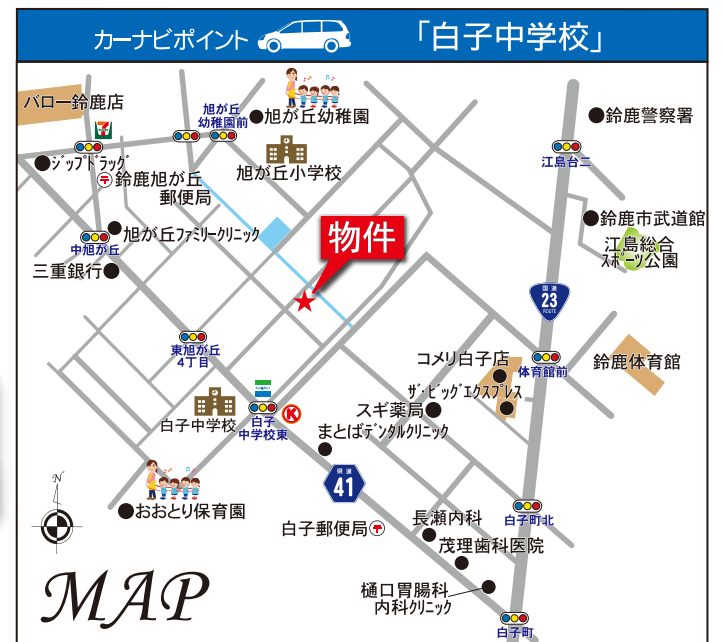 カーナビポイント 「白子中学校」
バロー鈴鹿店
旭が丘
幼稚園前
旭が丘幼稚園
鈴鹿警察署
ジップドラッグ
江島台二
旭が丘小学校
鈴鹿旭が丘
郵便局
旭が丘ファミリークリニック
中旭が丘
三重銀行
物件
鈴鹿市武道館
江島総合
スポーツ公園
国道
23
ROUTE
東旭が丘
4丁目
コメリ白子店
体育館前
鈴鹿体育館
ザ・ビッグエクスプレス
スギ薬局
FamilyMart
白子中学校
白子
中学校東
K
まとばデンタルクリニック
県道
41
おおとり保育園
白子郵便局
長瀬内科
白子町北
茂理歯科医院
樋口胃腸科
内科クリニック
白子町
N
MAP